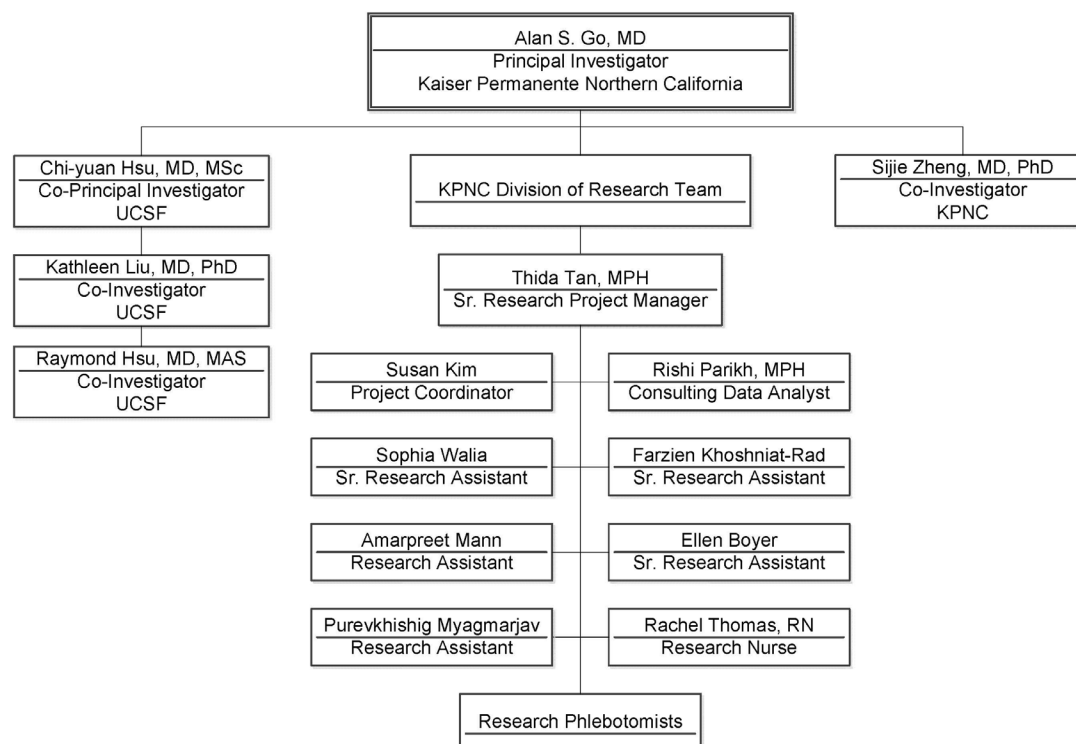 Alan S. Go, MD
Principal Investigator
Kaiser Permanente Northern California
Chi-yuan Hsu, MD, MSc
Co-Principal Investigator
UCSF
KPNC Division of Research Team
Sijie Zheng, MD, PhD
Co-Investigator
KPNC
Kathleen Liu, MD, PhD
Co-Investigator
UCSF
Thida Tan, MPH
Sr. Research Project Manager
Raymond Hsu, MD, MAS
Co-Investigator
UCSF
Susan Kim
Project Coordinator
Rishi Parikh, MPH
Consulting Data Analyst
Sophia Walia
Sr. Research Assistant
Farzien Khoshniat-Rad
Sr. Research Assistant
Amarpreet Mann
Research Assistant
Ellen Boyer
Sr. Research Assistant
Purevkhishig Myagmarjav
Research Assistant
Rachel Thomas, RN
Research Nurse
Research Phlebotomists